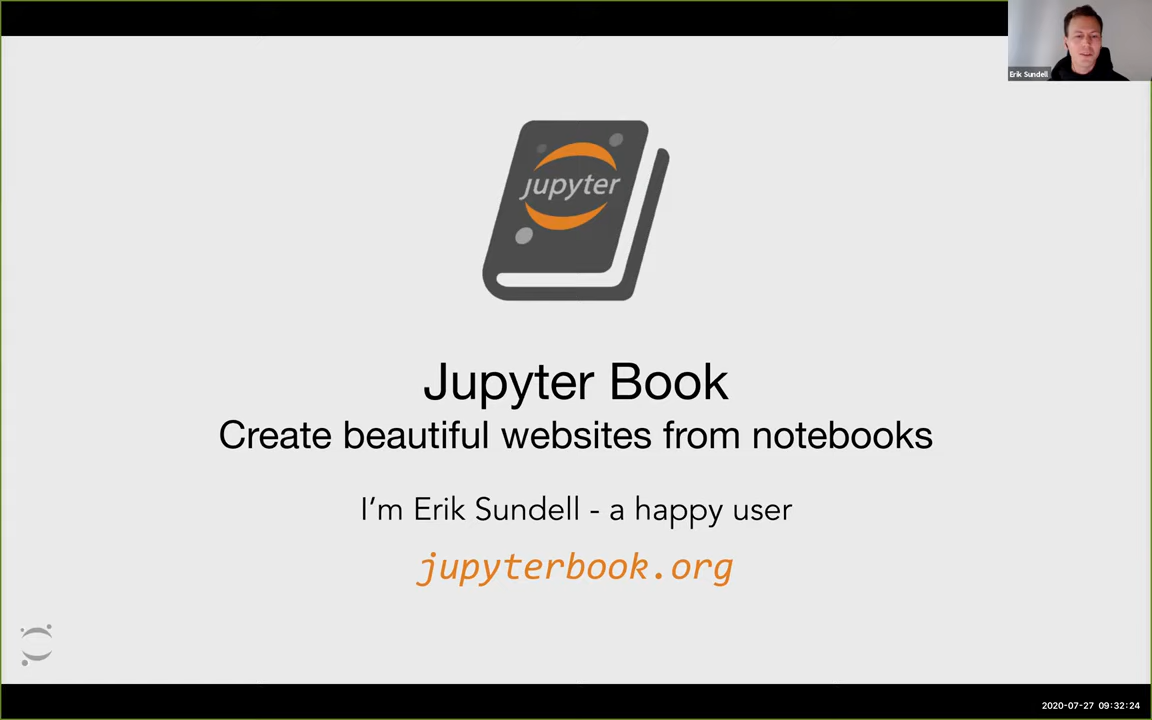 Erik Sundell
jupyter
Jupyter Book
Create beautiful websites from notebooks
I'm Erik Sundell - a happy user
jupyterbook.org
2020-07-27 09:32:24